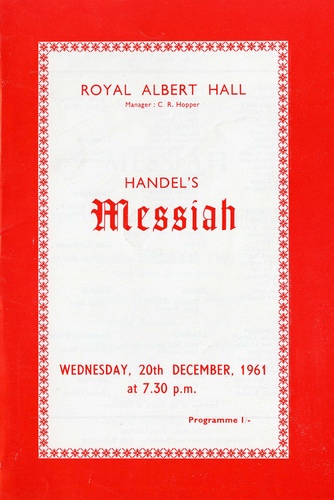 ROYAL ALBERT HALL
Manager : C. R. Hopper
HANDEL'S
Messiah
WEDNESDAY, 20th DECEMBER, 1961
at 7.30 p.m.
Programme 1/-